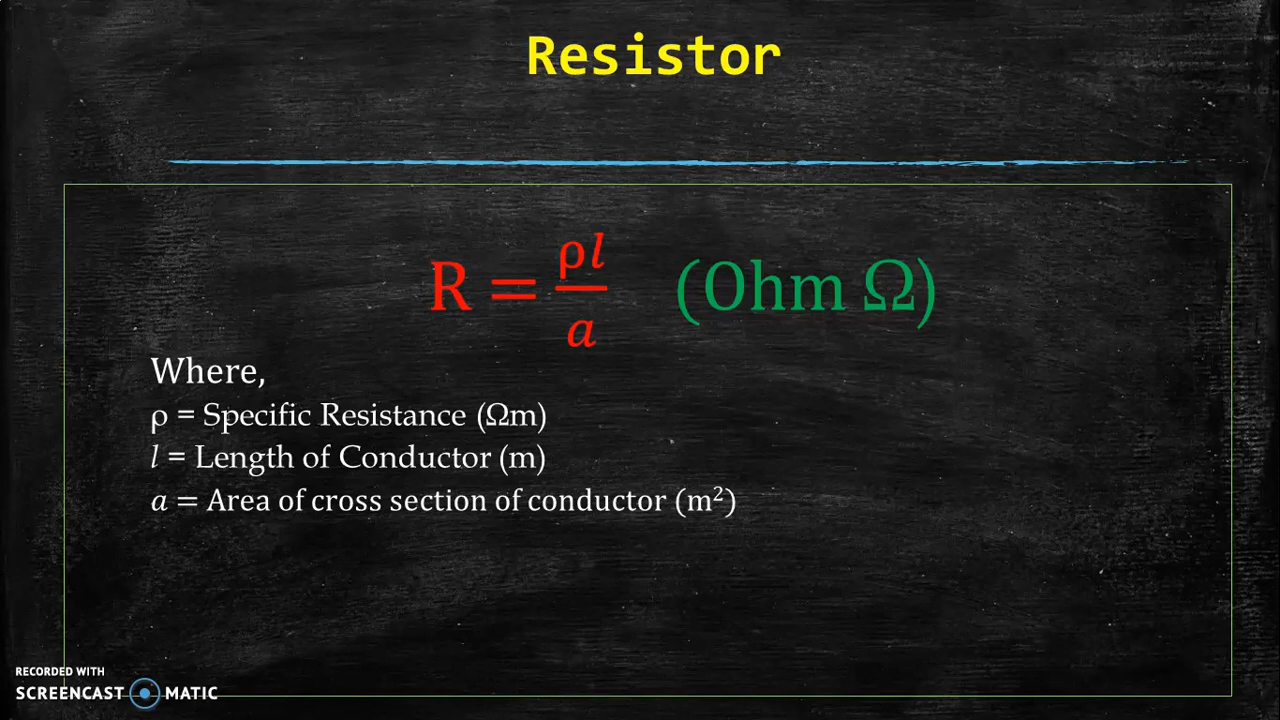 Resistor
R = ρl/a (Ohm Ω)
Where,
ρ = Specific Resistance (Ωm)
l = Length of Conductor (m)
a = Area of cross section of conductor (m²)
RECORDED WITH
SCREENCAST MATIC